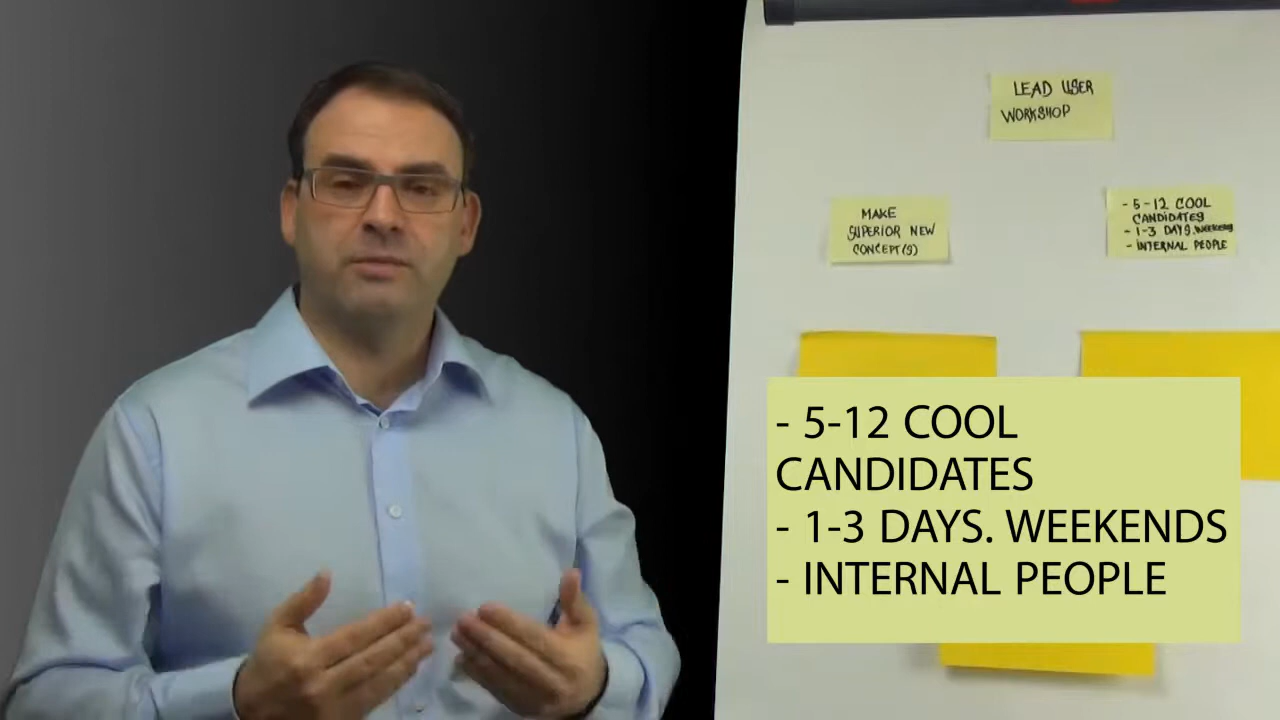 LEAD USER
WORKSHOP
MAKE
SUPERIOR NEW
CONCEPT(S)
- 5-12 COOL
CANDIDATES
- 1-3 DAYS. WEEKENDS
- INTERNAL PEOPLE
- 5-12 COOL
CANDIDATES
- 1-3 DAYS. WEEKENDS
- INTERNAL PEOPLE